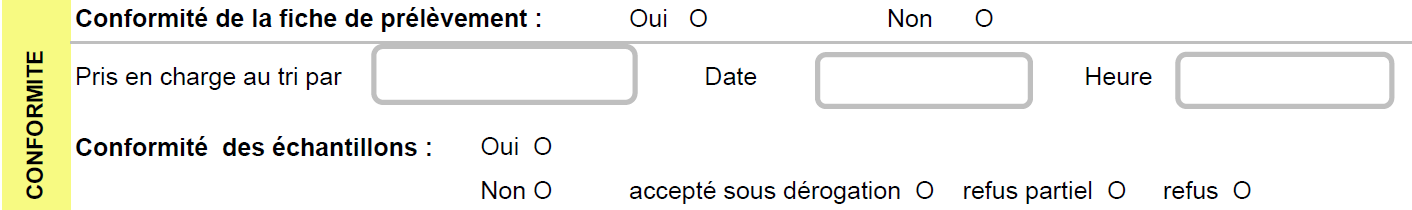 CONFORMITE
Conformité de la fiche de prélèvement : Oui O Non O
Pris en charge au tri par Date Heure
Conformité des échantillons : Oui O
Non O accepté sous dérogation O refus partiel O refus O